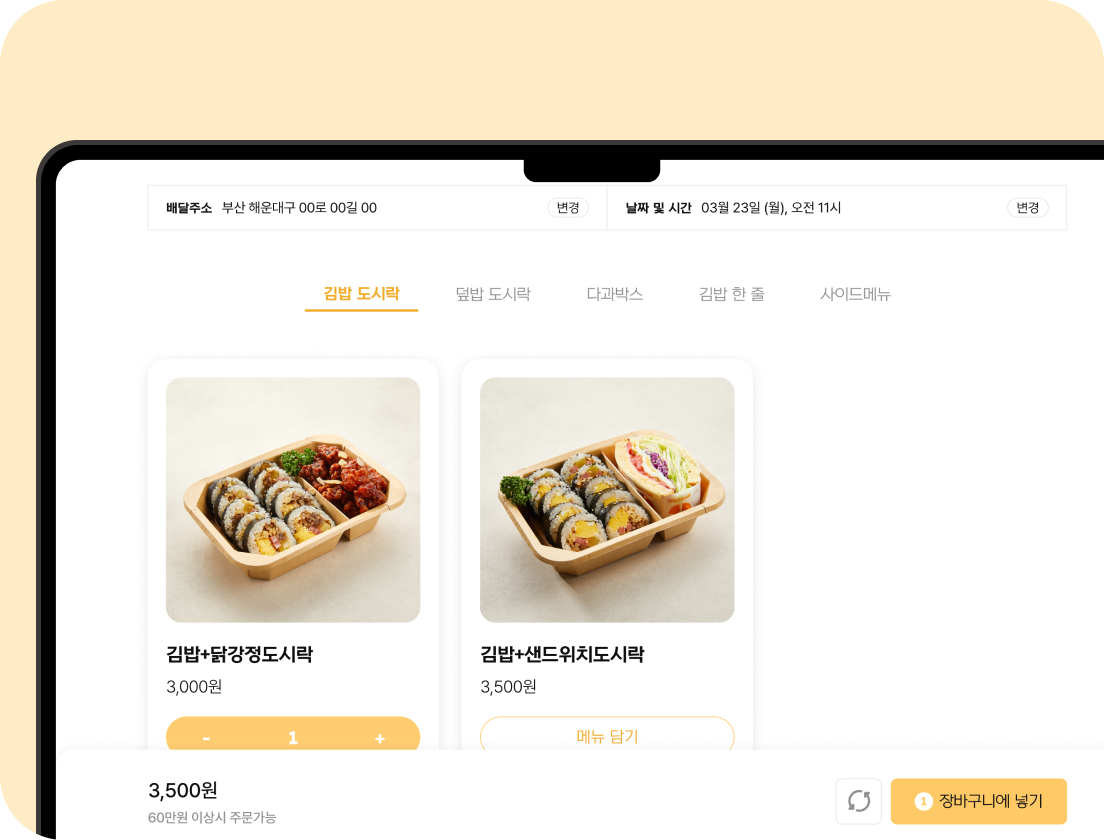 배달주소 부산 해운대구 00로 00길 00 변경 날짜 및 시간 03월 23일 (월), 오전 11시 변경
김밥 도시락 덮밥 도시락 다과박스 김밥 한 줄 사이드메뉴
김밥+닭강정도시락
3,000원
- 1 +
김밥+샌드위치도시락
3,500원
메뉴 담기
3,500원
60만원 이상시 주문가능
1 장바구니에 넣기